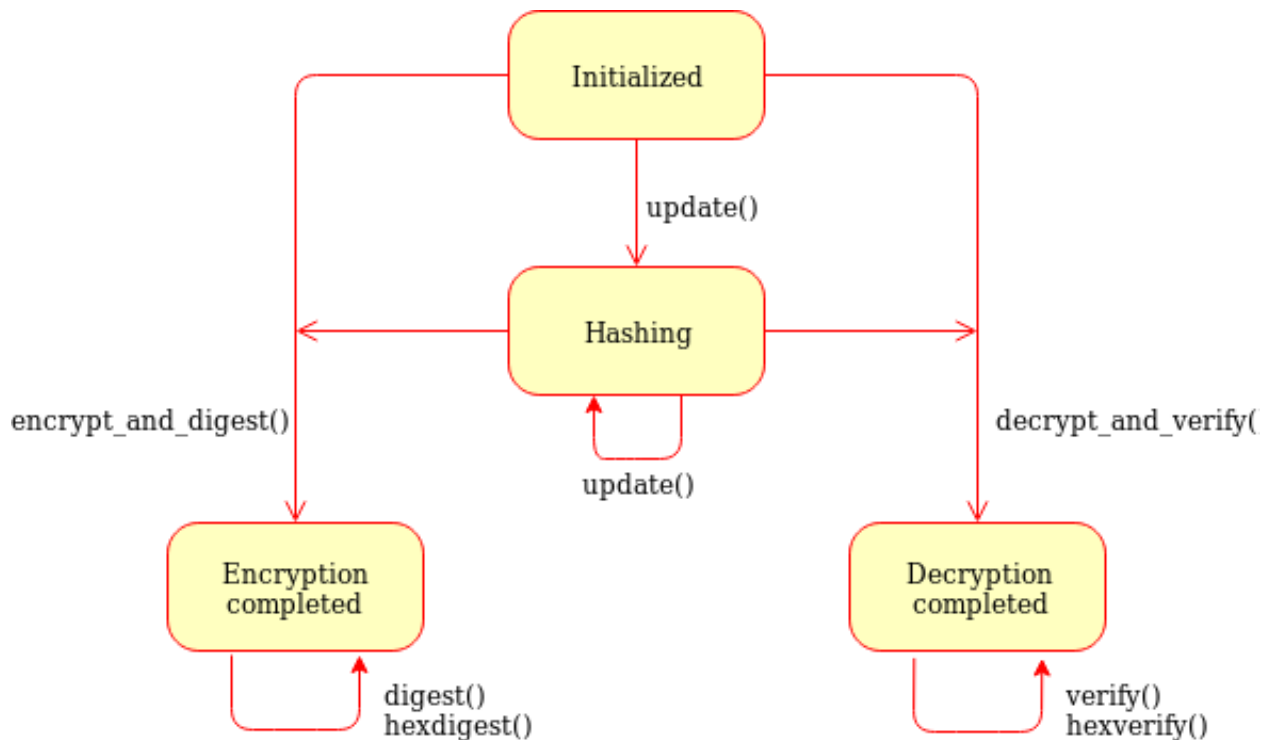 Initialized
update()
Hashing
encrypt_and_digest()
decrypt_and_verify(
update()
Encryption
completed
Decryption
completed
digest()
hexdigest()
verify()
hexverify()